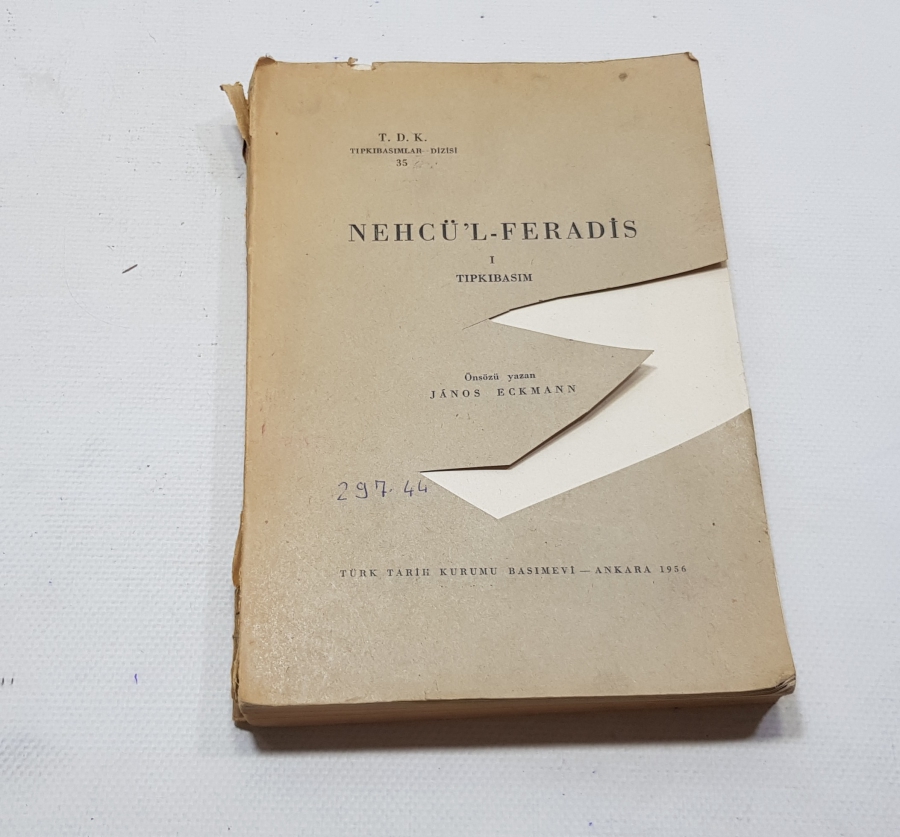 T. D. K.
TIPKIBASIMLAR DİZİSİ
35
NEHCÜ'L-FERADİS
I
TIPKIBASIM
Önsözü yazan
JÁNOS ECKMANN
297.44
TÜRK TARİH KURUMU BASIMEVİ — ANKARA 1956